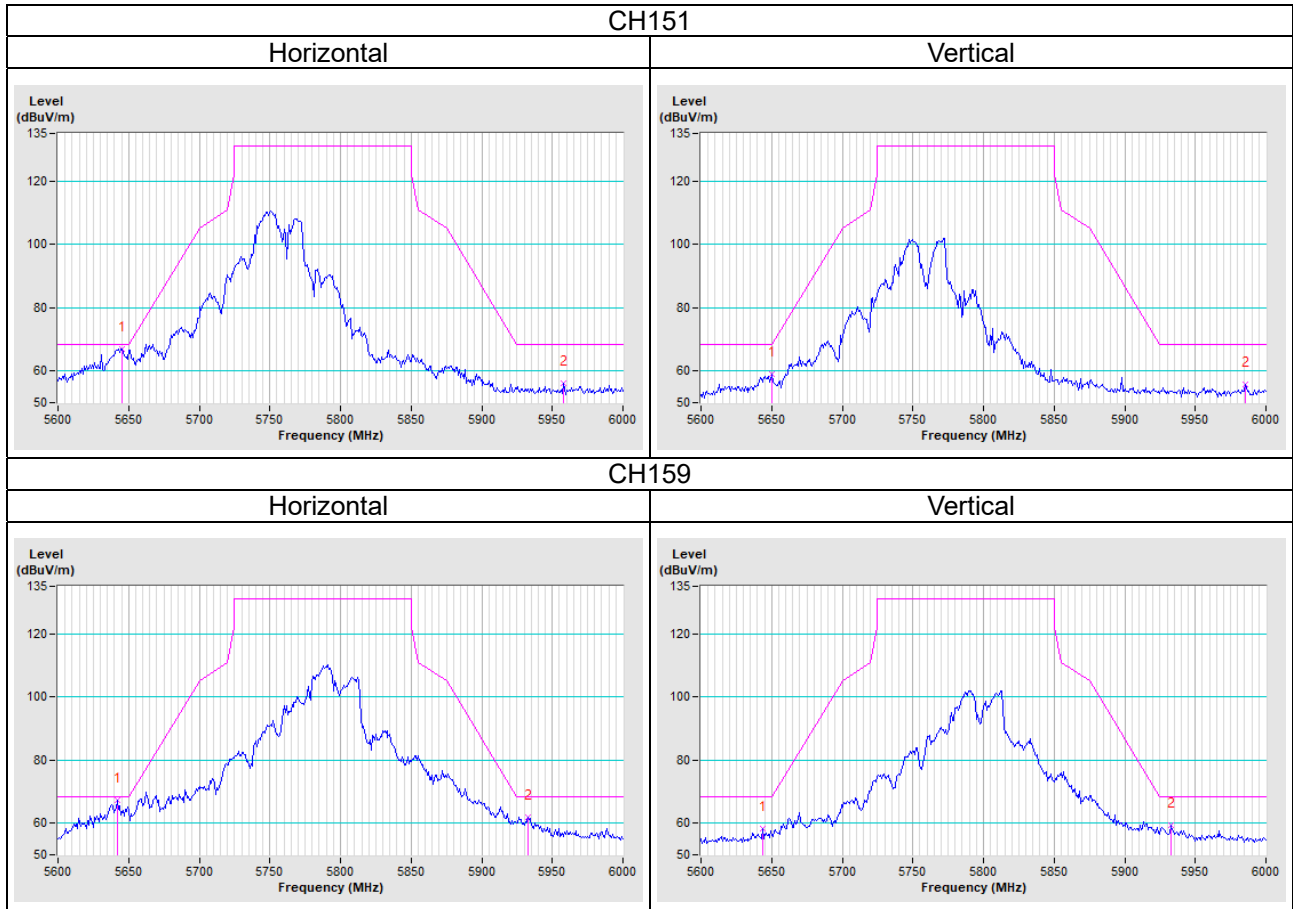 CH151
Horizontal Vertical
Level Level
(dBuV/m) (dBuV/m)
135 135
120 120
100 100
80 80
1
2 2
1
60 60
50 50
5600 5650 5700 5750 5800 5850 5900 5950 6000 5600 5650 5700 5750 5800 5850 5900 5950 6000
Frequency (MHz) Frequency (MHz)
CH159
Horizontal Vertical
Level Level
(dBuV/m) (dBuV/m)
135 135
120 120
100 100
80 80
1
2 1 2
60 60
50 50
5600 5650 5700 5750 5800 5850 5900 5950 6000 5600 5650 5700 5750 5800 5850 5900 5950 6000
Frequency (MHz) Frequency (MHz)